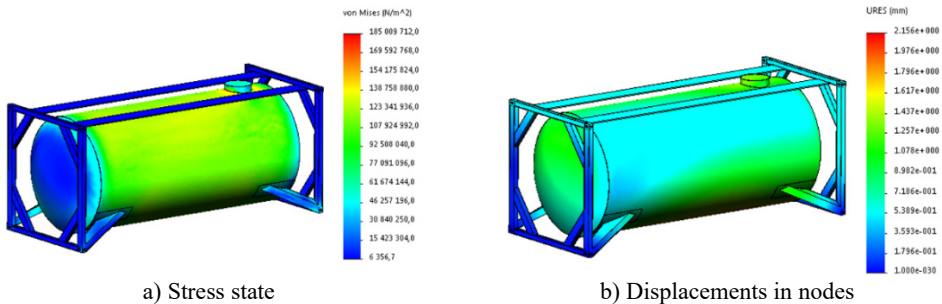 von Mises (N/m^2)
185 009 712,0
169 592 768,0
154 175 824,0
138 758 880,0
123 341 936,0
107 924 992,0
92 508 040,0
77 091 096,0
61 674 144,0
46 257 196,0
30 840 250,0
15 423 304,0
6 356,7
URES (mm)
2.156e+000
1.976e+000
1.796e+000
1.617e+000
1.437e+000
1.257e+000
1.078e+000
8.982e-001
7.186e-001
5.389e-001
3.593e-001
1.796e-001
1.000e-030
a) Stress state
b) Displacements in nodes